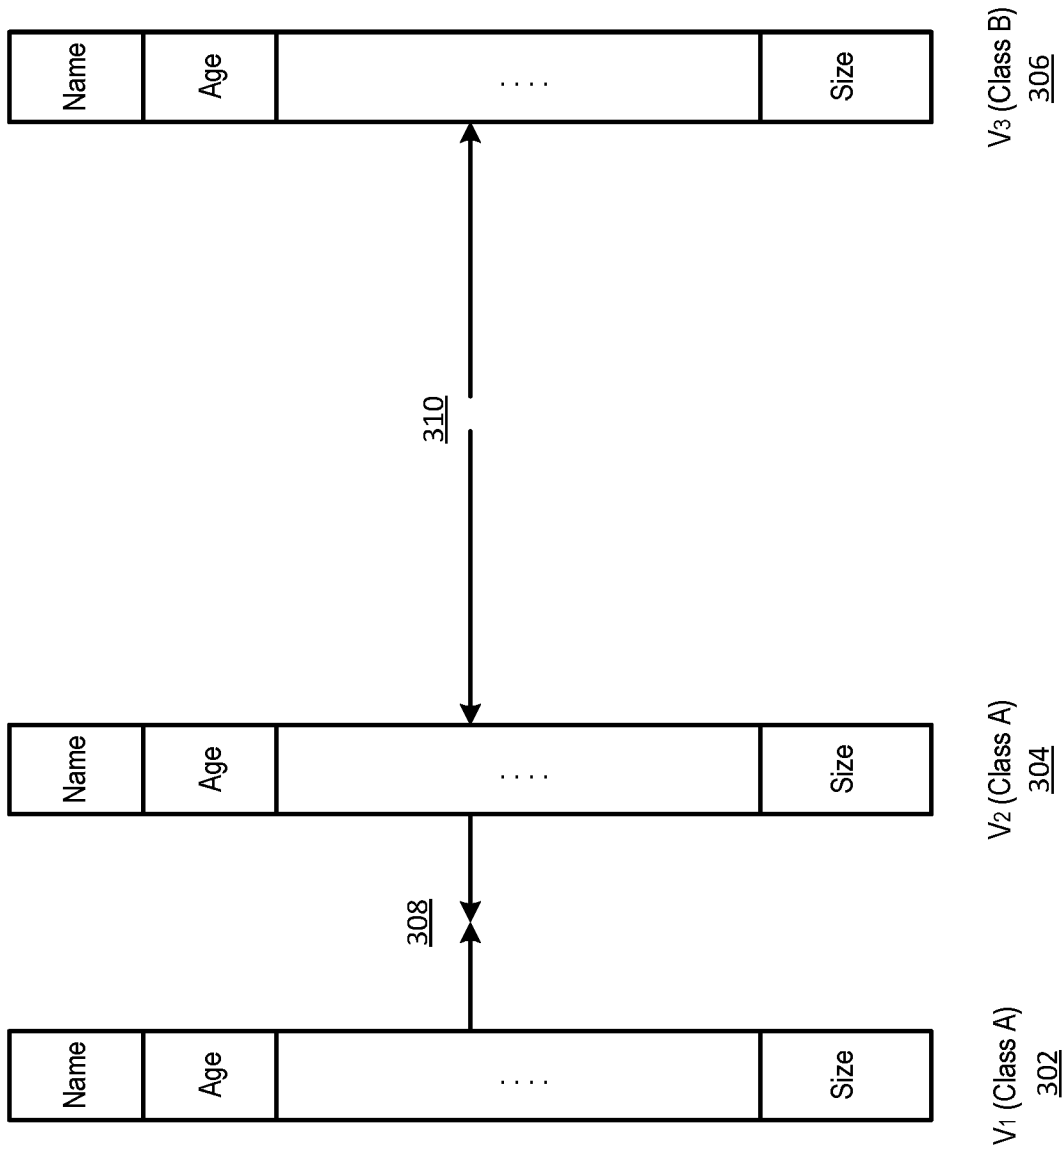 Name
Age
. . . .
Size
V1 (Class A)
302
308
Name
Age
. . . .
Size
V2 (Class A)
304
310
Name
Age
. . . .
Size
V3 (Class B)
306